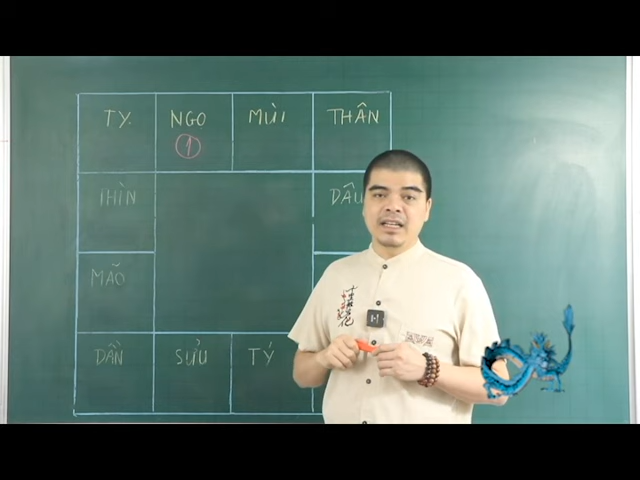 TY. NGO MÙI THÂN
1
THÌN DẬU
MÃO
DẦN SỬU TÝ